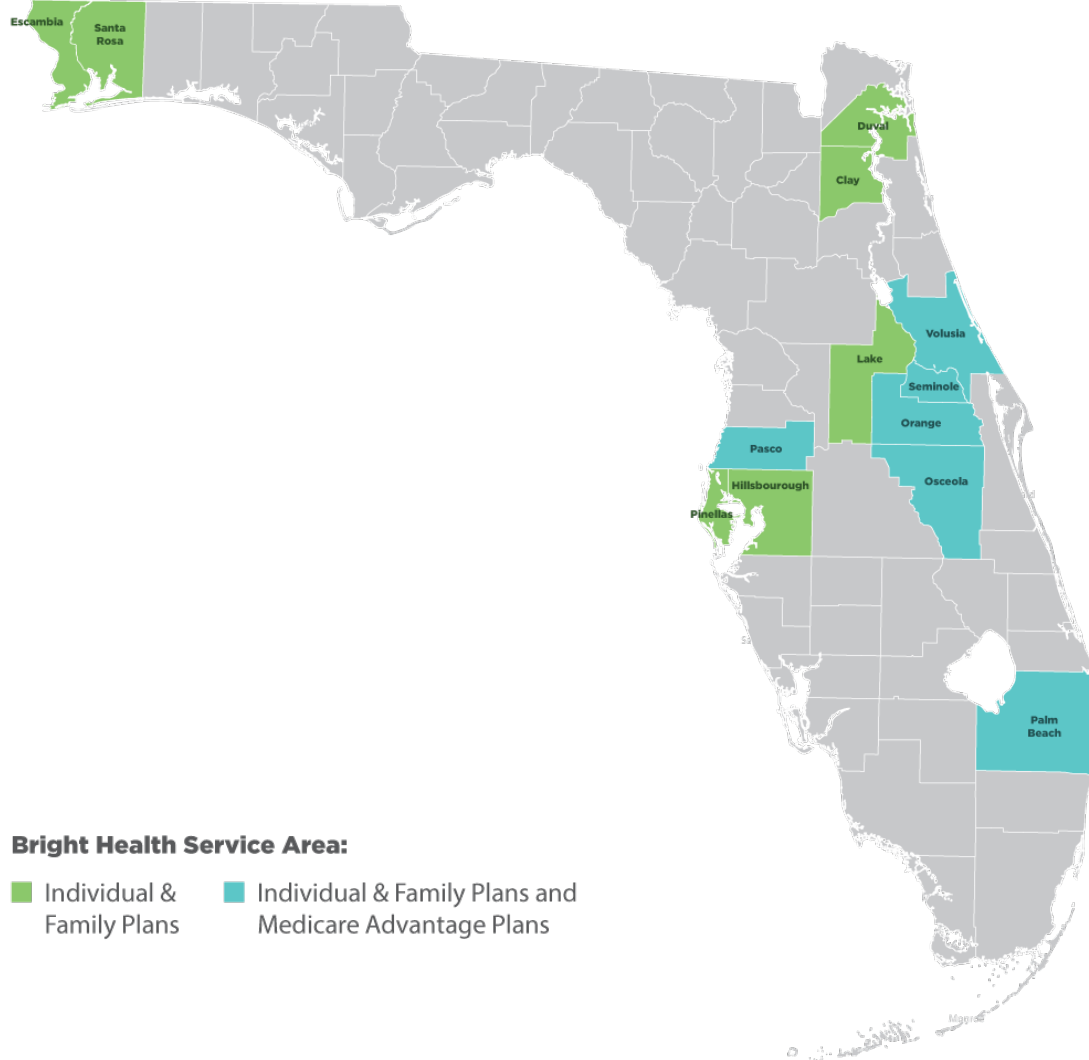 Escambia
Santa
Rosa
Duval
Clay
Volusia
Lake
Seminole
Orange
Pasco
Osceola
Hillsbourough
Pinellas
Palm
Beach
Monroe
Bright Health Service Area:
Individual &
Family Plans
Individual & Family Plans and
Medicare Advantage Plans